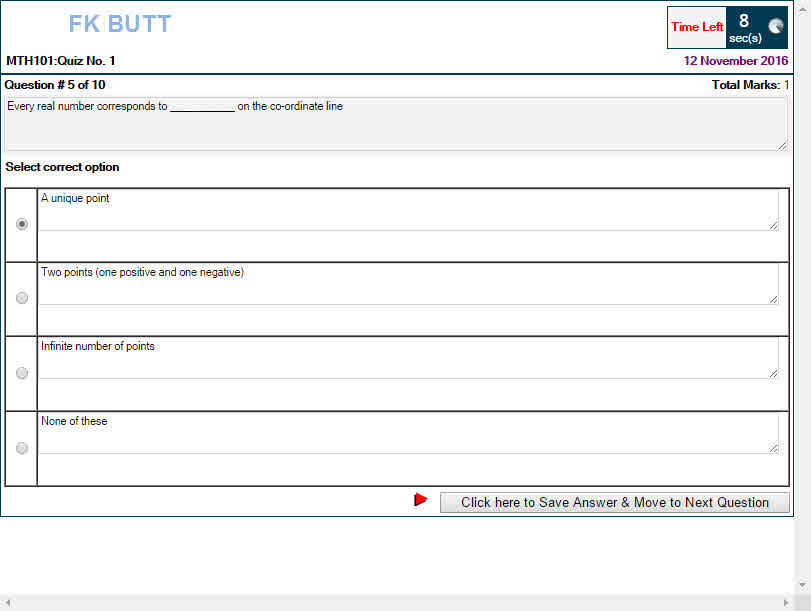 FK BUTT
Time Left 8
sec(s)
MTH101:Quiz No. 1 12 November 2016
Question # 5 of 10 Total Marks: 1
Every real number corresponds to ___________ on the co-ordinate line
Select correct option
A unique point
Two points (one positive and one negative)
Infinite number of points
None of these
Click here to Save Answer & Move to Next Question